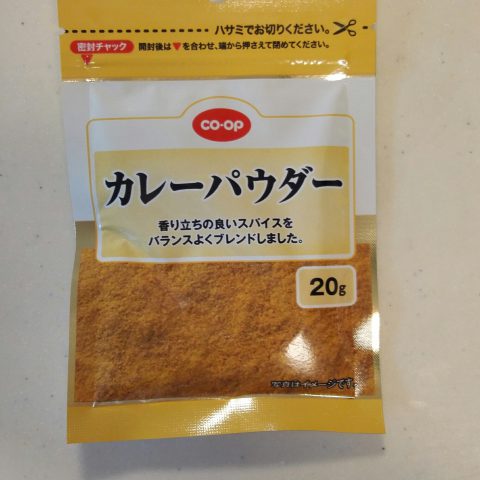 ハサミでお切りください。
密封チャック
開封後は▼を合わせ、端から押さえて閉めてください。
CO·OP
カレーパウダー
香り立ちの良いスパイスを
バランスよくブレンドしました。
20g
写真はイメージです。